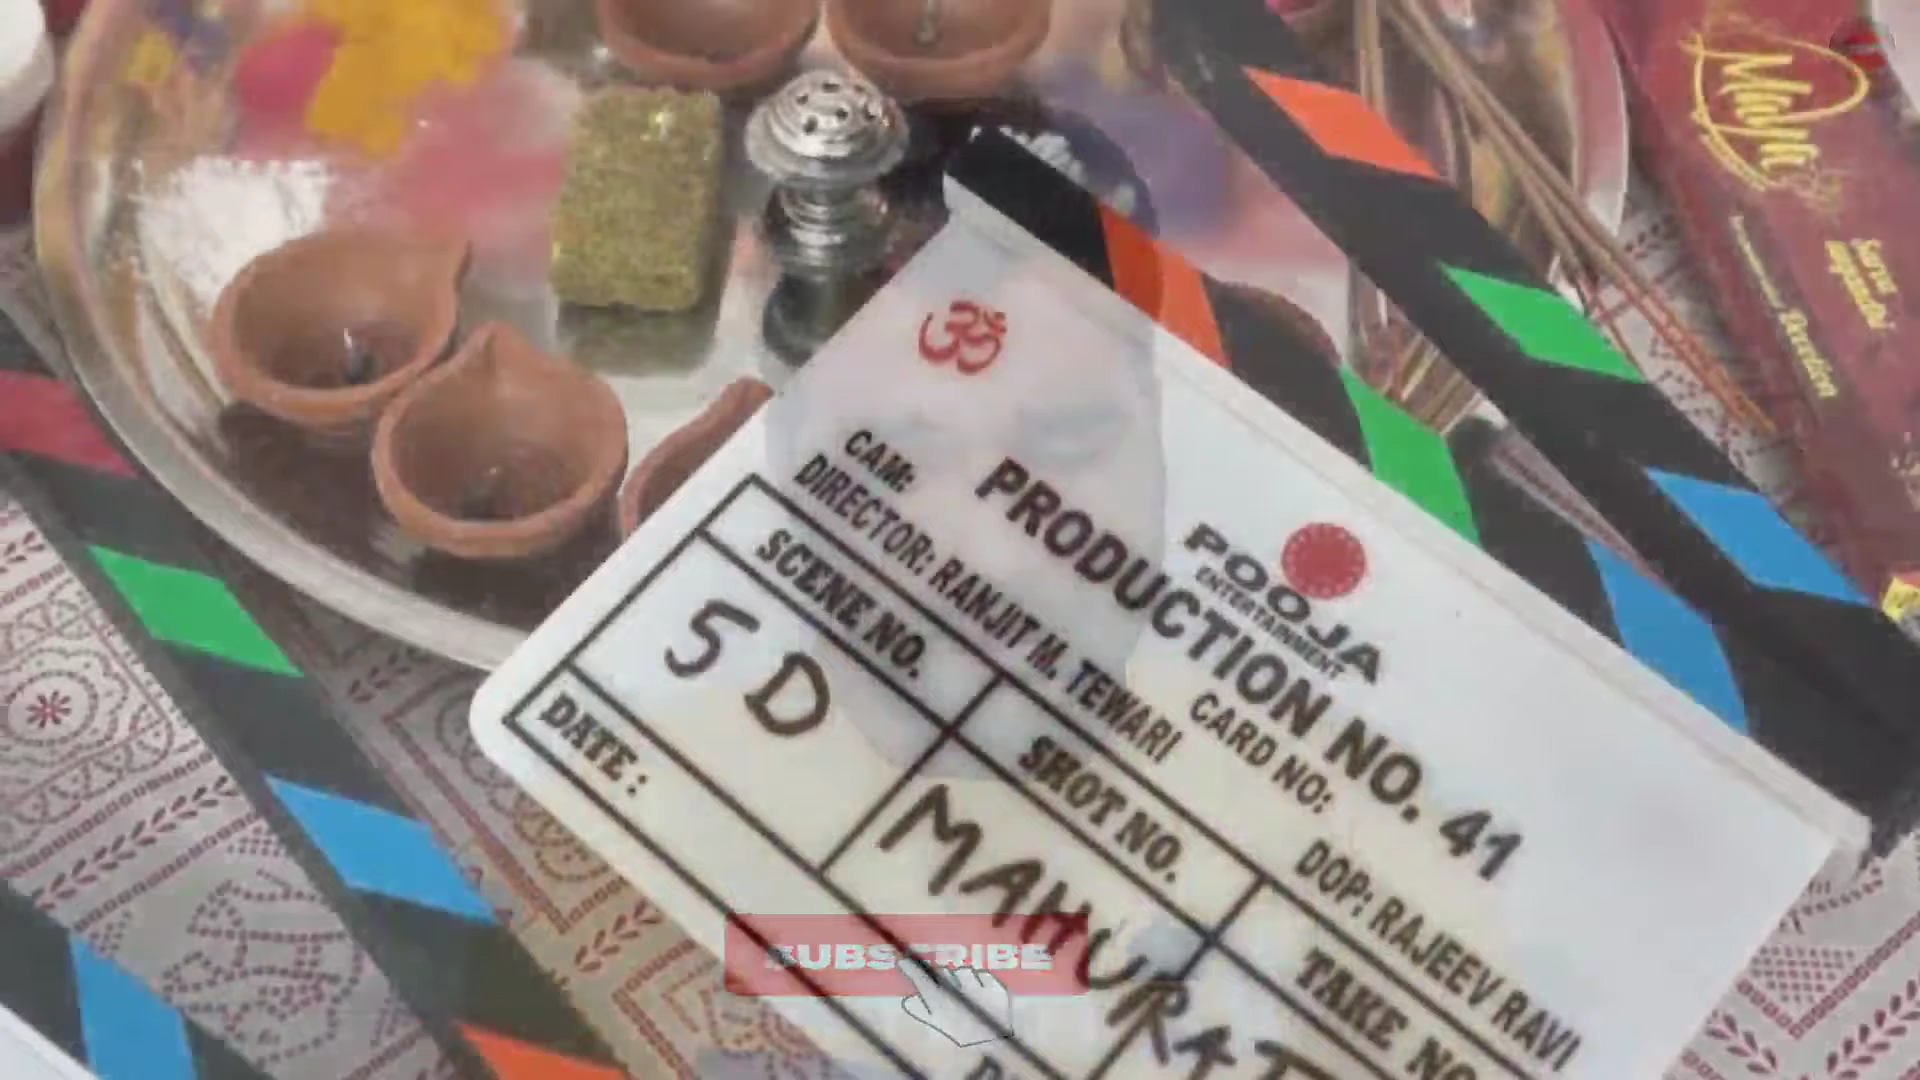 ॐ
PRODUCTION NO. 41
POOJA
ENTERTAINMENT
CAM:
CARD NO:
DIRECTOR: RANJIT M. TEWARI
DOP: RAJEEV RAVI
SCENE NO.
5D
SHOT NO.
MAHURAT
TAKE NO.
DATE:
SUBSCRIBE